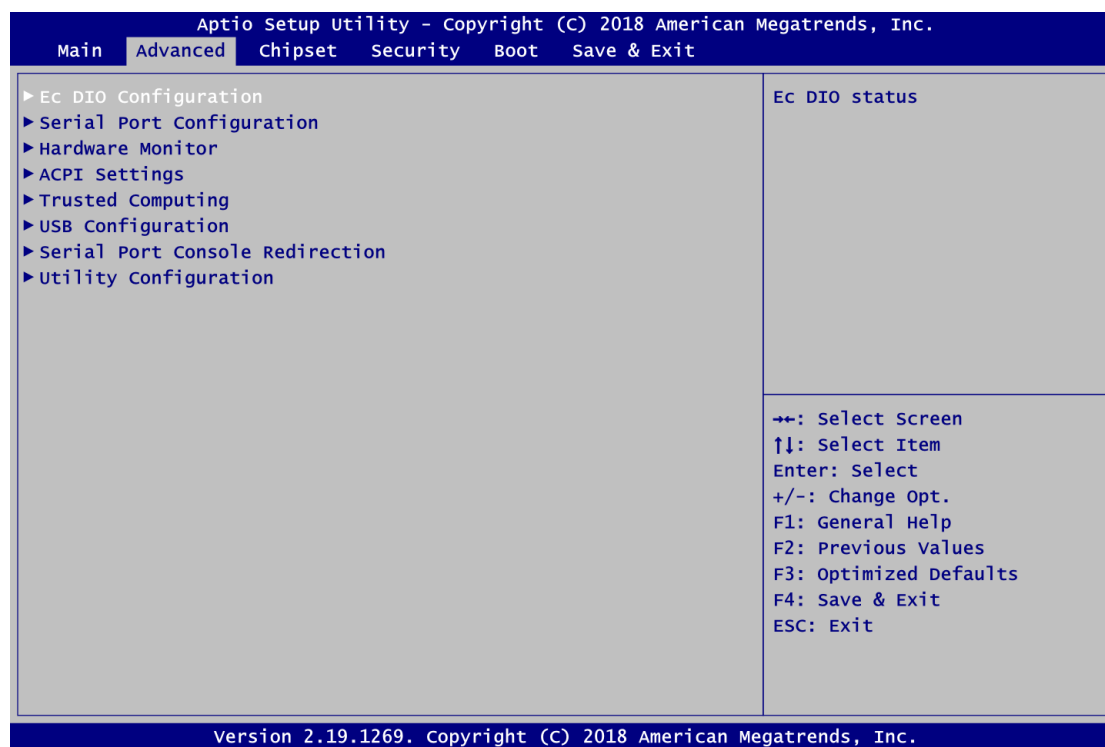 Aptio Setup Utility - Copyright (C) 2018 American Megatrends, Inc.
Main Advanced Chipset Security Boot Save & Exit
►Ec DIO Configuration
►Serial Port Configuration
►Hardware Monitor
►ACPI Settings
►Trusted Computing
►USB Configuration
►Serial Port Console Redirection
►Utility Configuration
Ec DIO status
→←: Select Screen
↑↓: Select Item
Enter: Select
+/-: Change Opt.
F1: General Help
F2: Previous Values
F3: Optimized Defaults
F4: Save & Exit
ESC: Exit
Version 2.19.1269. Copyright (C) 2018 American Megatrends, Inc.